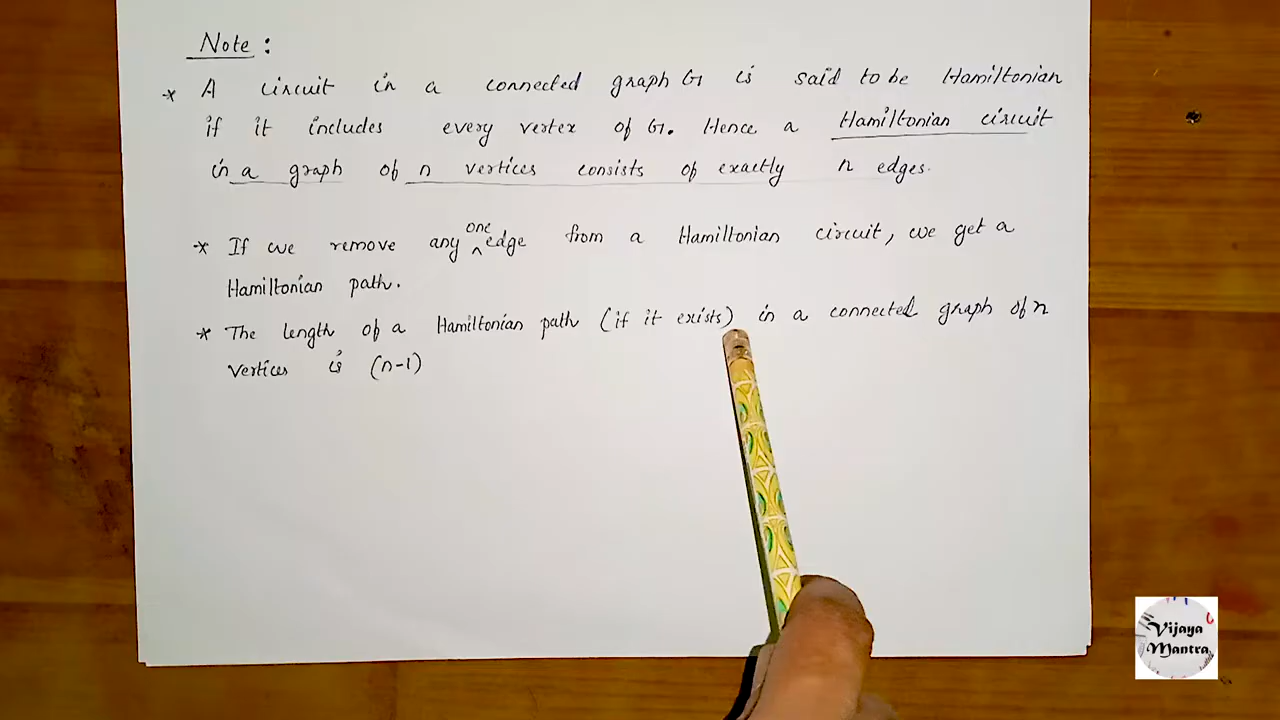 Note :
* A circuit in a connected graph G is said to be Hamiltonian
if it includes every vertex of G. Hence a Hamiltonian circuit
in a graph of n vertices consists of exactly n edges.
* If we remove any one edge from a Hamiltonian circuit, we get a
Hamiltonian path.
* The length of a Hamiltonian path (if it exists) in a connected graph of n
vertices is (n-1)
Vijaya
Mantra